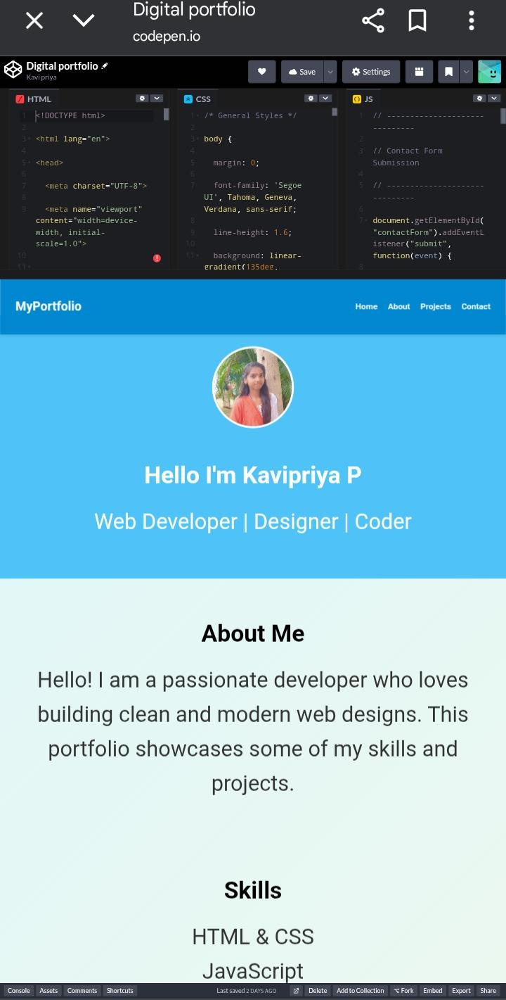 Digital portfolio
codepen.io
Digital portfolio
Kavi priya
Save
Settings
HTML
1 <!DOCTYPE html>
2
3 <html lang="en">
4
5 <head>
6
7 <meta charset="UTF-8">
8
9 <meta name="viewport"
content="width=device-
width, initial-
scale=1.0">
10
11
CSS
1 /* General Styles */
2
3 body {
4
5 margin: 0;
6
7 font-family: 'Segoe
UI', Tahoma, Geneva,
Verdana, sans-serif;
8
9 line-height: 1.6;
10
11 background: linear-
gradient(135deg,
JS
1 // ---------------------
---------
2
3 // Contact Form
Submission
4
5 // ---------------------
---------
6
7 document.getElementById(
"contactForm").addEventL
istener("submit",
function(event) {
8
MyPortfolio
Home About Projects Contact
Hello I'm Kavipriya P
Web Developer | Designer | Coder
About Me
Hello! I am a passionate developer who loves
building clean and modern web designs. This
portfolio showcases some of my skills and
projects.
Skills
HTML & CSS
JavaScript
Console Assets Comments Shortcuts Last saved 2 DAYS AGO Delete Add to Collection Fork Embed Export Share